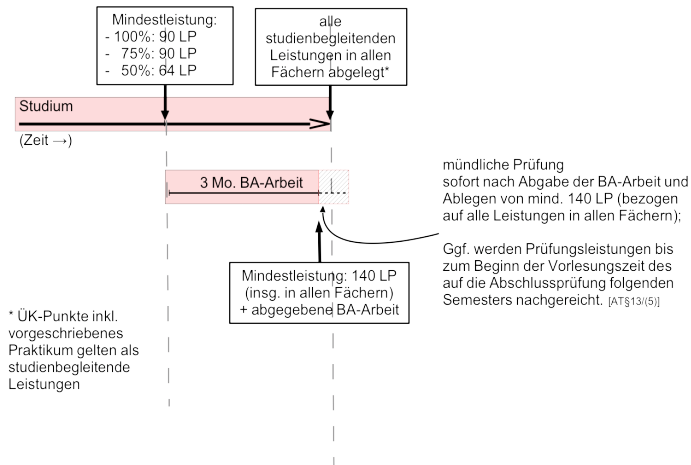 Mindestleistung:
- 100%: 90 LP
- 75%: 90 LP
- 50%: 64 LP
alle
studienbegleitenden
Leistungen in allen
Fächern abgelegt*
Studium
(Zeit →)
3 Mo. BA-Arbeit
mündliche Prüfung
sofort nach Abgabe der BA-Arbeit und
Ablegen von mind. 140 LP (bezogen
auf alle Leistungen in allen Fächern);
Ggf. werden Prüfungsleistungen bis
zum Beginn der Vorlesungszeit des
auf die Abschlussprüfung folgenden
Semesters nachgereicht. [AT§13/(5)]
Mindestleistung: 140 LP
(insg. in allen Fächern)
+ abgegebene BA-Arbeit
* ÜK-Punkte inkl.
vorgeschriebenes
Praktikum gelten als
studienbegleitende
Leistungen